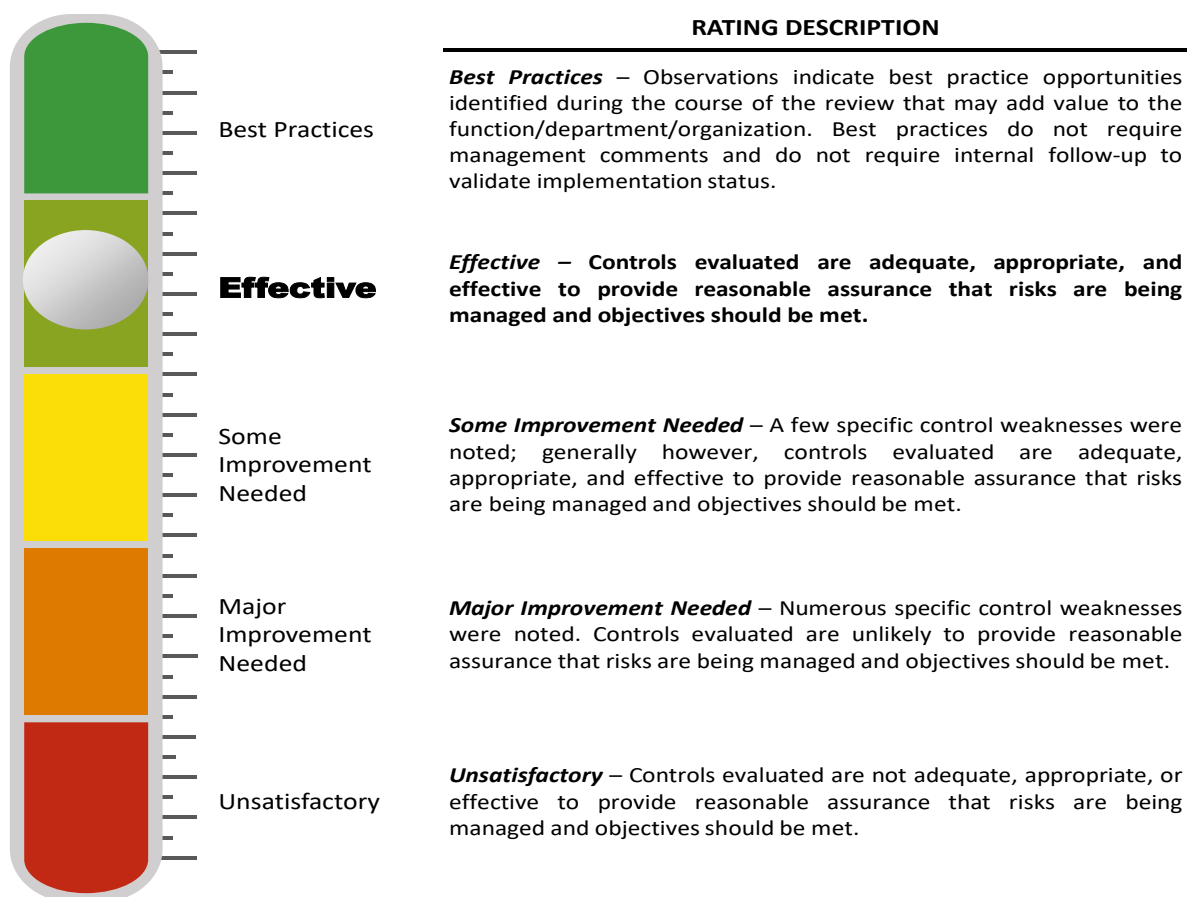 RATING DESCRIPTION
Best Practices
Best Practices – Observations indicate best practice opportunities
identified during the course of the review that may add value to the
function/department/organization. Best practices do not require
management comments and do not require internal follow-up to
validate implementation status.
Effective
Effective – Controls evaluated are adequate, appropriate, and
effective to provide reasonable assurance that risks are being
managed and objectives should be met.
Some
Improvement
Needed
Some Improvement Needed – A few specific control weaknesses were
noted; generally however, controls evaluated are adequate,
appropriate, and effective to provide reasonable assurance that risks
are being managed and objectives should be met.
Major
Improvement
Needed
Major Improvement Needed – Numerous specific control weaknesses
were noted. Controls evaluated are unlikely to provide reasonable
assurance that risks are being managed and objectives should be met.
Unsatisfactory
Unsatisfactory – Controls evaluated are not adequate, appropriate, or
effective to provide reasonable assurance that risks are being
managed and objectives should be met.